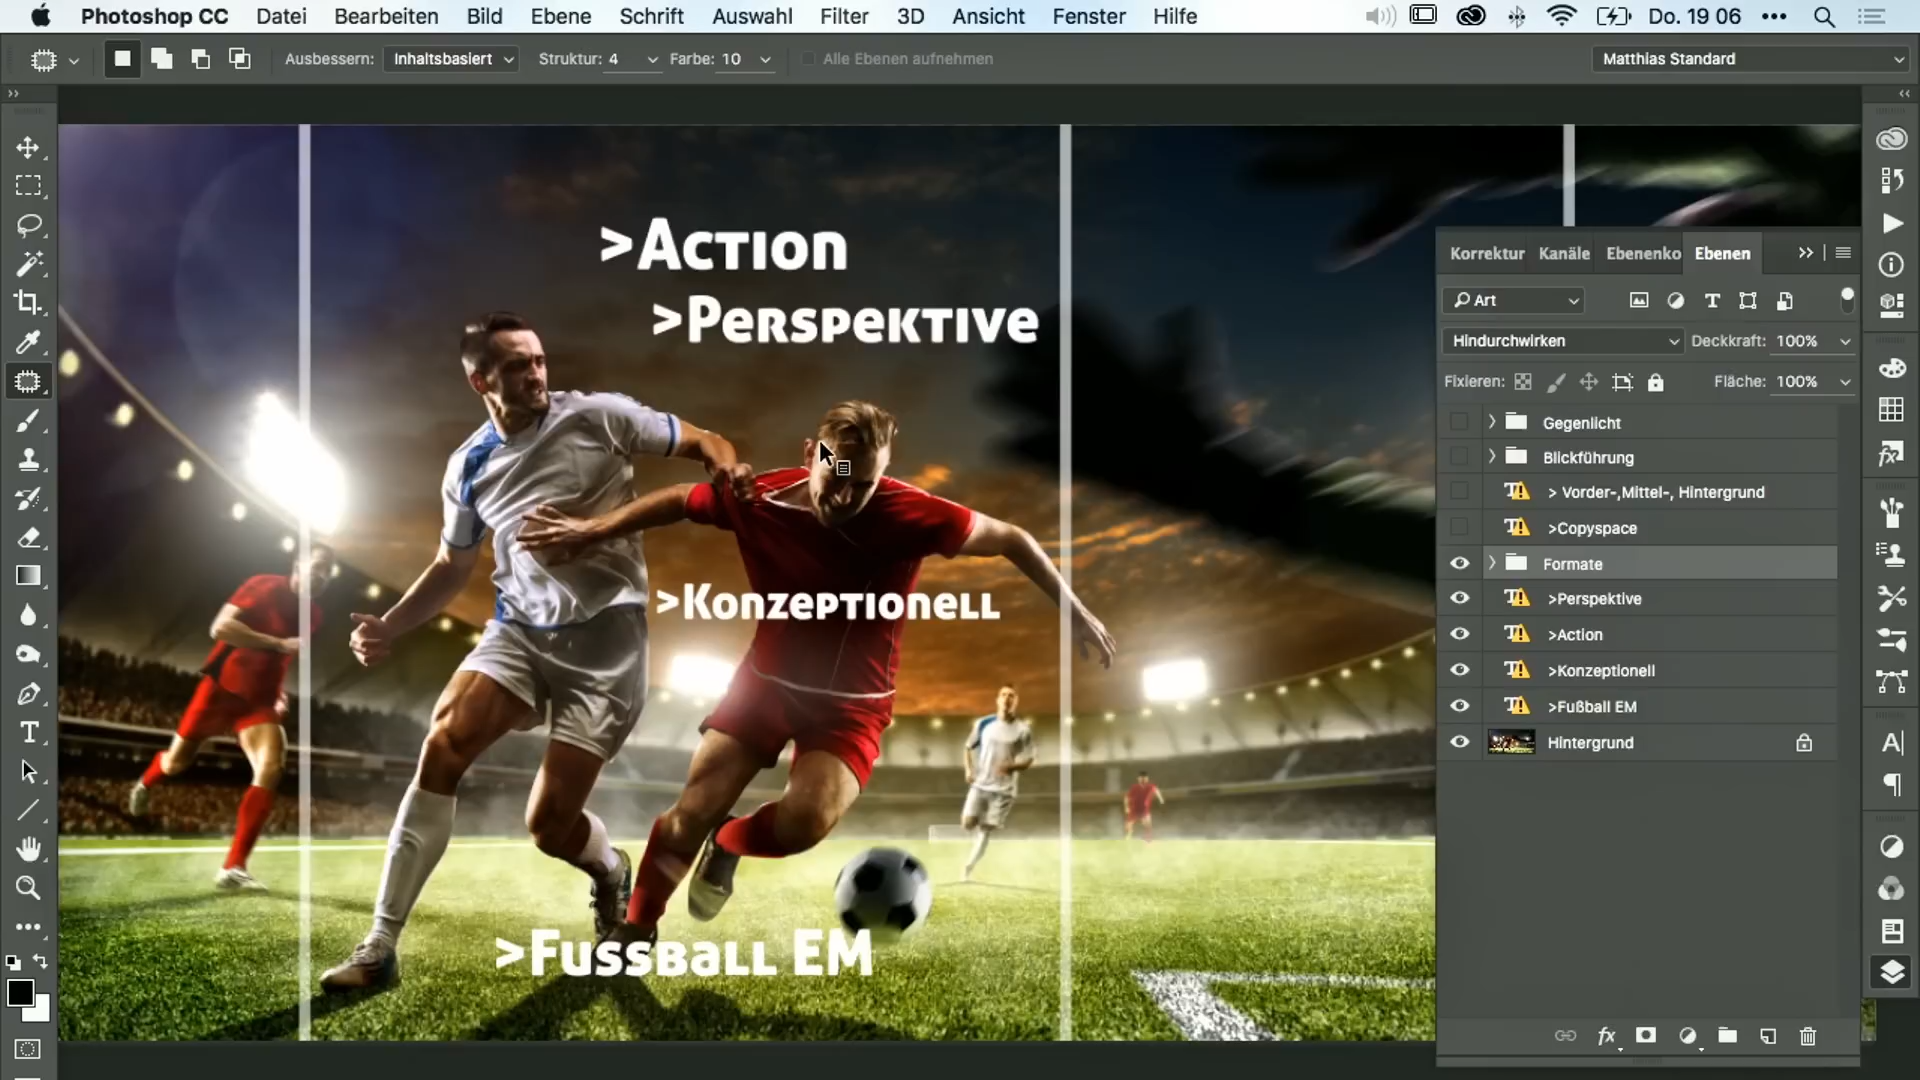 Photoshop CC Datei Bearbeiten Bild Ebene Schrift Auswahl Filter 3D Ansicht Fenster Hilfe Do. 19 06
Ausbessern: Inhaltsbasiert Struktur: 4 Farbe: 10 Alle Ebenen aufnehmen Matthias Standard
>Action
>Perspektive
>Konzeptionell
>Fussball EM
Korrektur Kanäle Ebenenko Ebenen
Art
Hindurchwirken Deckkraft: 100%
Fixieren: Fläche: 100%
Gegenlicht
Blickführung
> Vorder-,Mittel-, Hintergrund
>Copyspace
Formate
>Perspektive
>Action
>Konzeptionell
>Fußball EM
Hintergrund